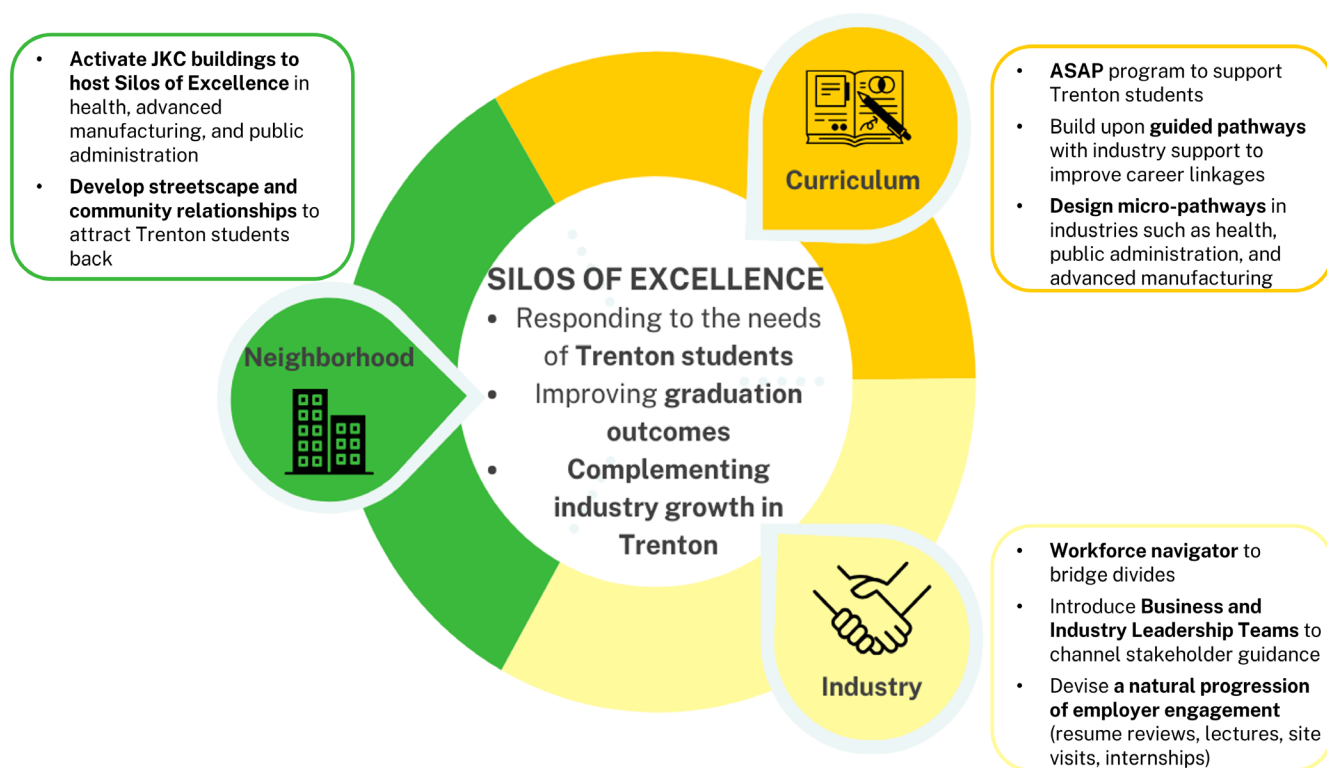 • Activate JKC buildings to
host Silos of Excellence in
health, advanced
manufacturing, and public
administration
• Develop streetscape and
community relationships to
attract Trenton students
back
Curriculum
• ASAP program to support
Trenton students
• Build upon guided pathways
with industry support to
improve career linkages
• Design micro-pathways in
industries such as health,
public administration, and
advanced manufacturing
SILOS OF EXCELLENCE
• Responding to the needs
of Trenton students
• Improving graduation
outcomes
• Complementing
industry growth in
Trenton
Neighborhood
Industry
• Workforce navigator to
bridge divides
• Introduce Business and
Industry Leadership Teams to
channel stakeholder guidance
• Devise a natural progression
of employer engagement
(resume reviews, lectures, site
visits, internships)